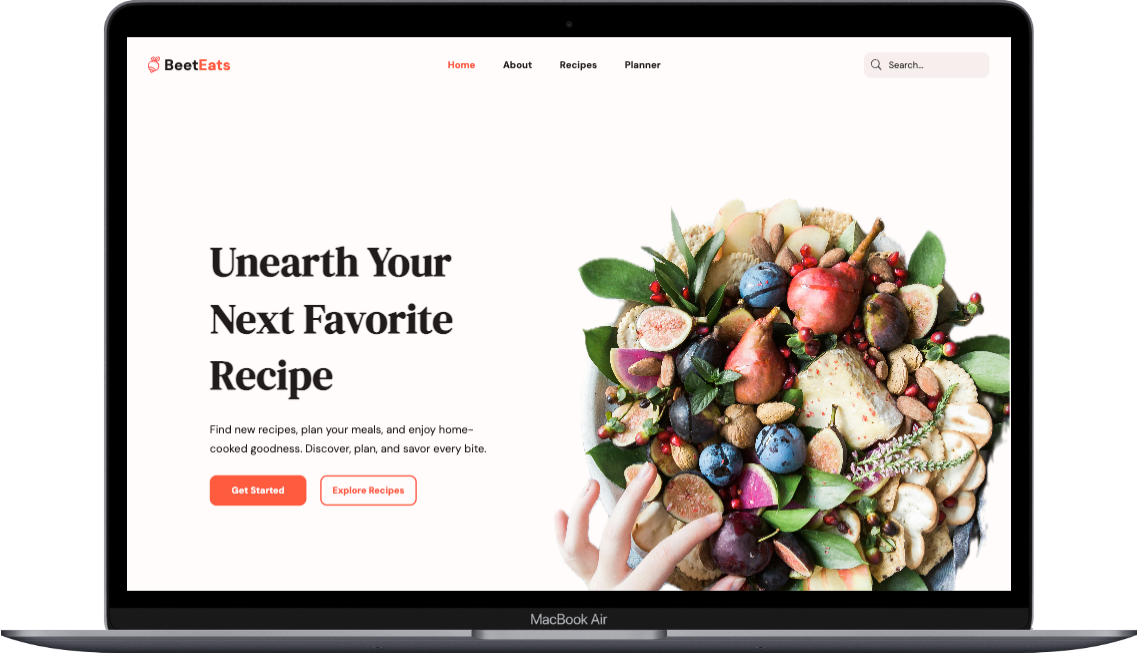 BeetEats
Home About Recipes Planner
Search...
Unearth Your
Next Favorite
Recipe
Find new recipes, plan your meals, and enjoy home-
cooked goodness. Discover, plan, and savor every bite.
Get Started Explore Recipes
MacBook Air